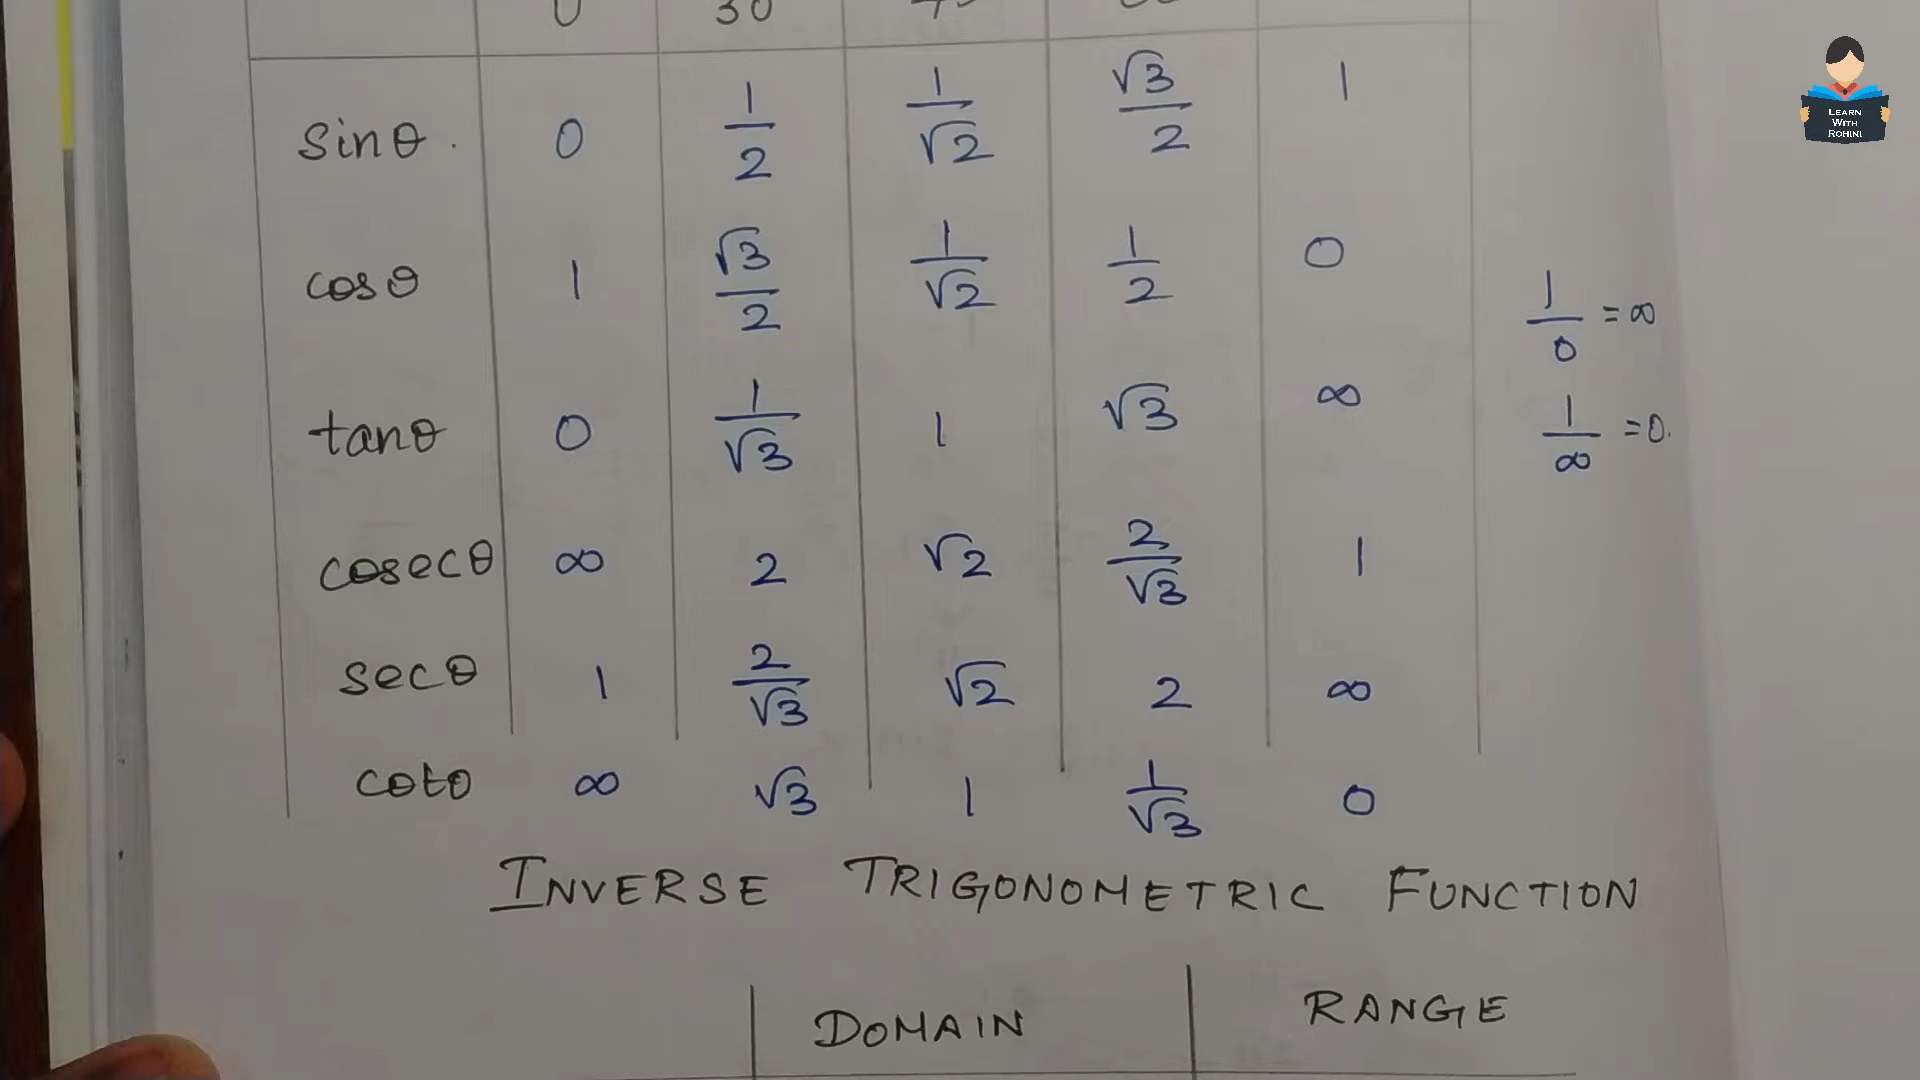 0 30
sinθ 0 1/2 1/√2 √3/2 1
cosθ 1 √3/2 1/√2 1/2 0
1/0 = ∞
tanθ 0 1/√3 1 √3 ∞
1/∞ = 0.
cosecθ ∞ 2 √2 2/√3 1
secθ 1 2/√3 √2 2 ∞
cotθ ∞ √3 1 1/√3 0
INVERSE TRIGONOMETRIC FUNCTION
DOMAIN RANGE
LEARN
WITH
ROHINI